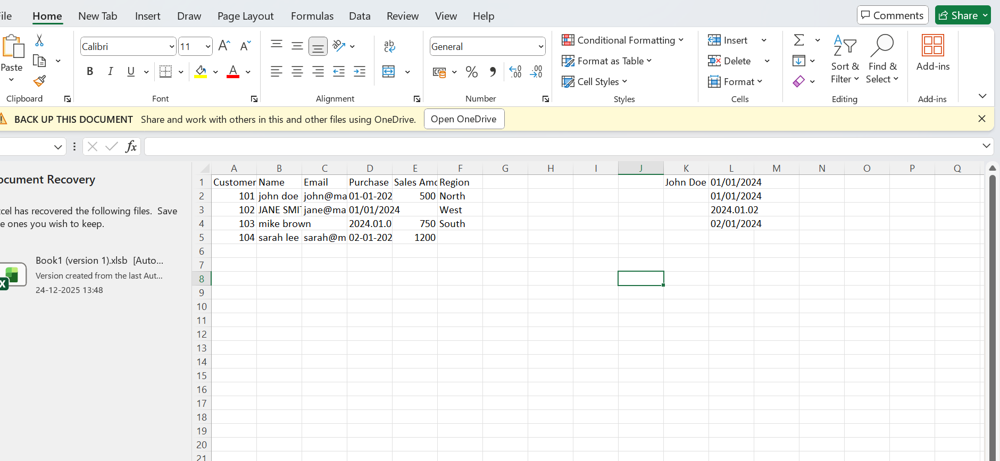 ile Home New Tab Insert Draw Page Layout Formulas Data Review View Help Comments Share
Calibri 11 General Conditional Formatting Insert
Paste Format as Table Delete Sort & Find & Add-ins
B I U A % Cell Styles Format Filter Select
Clipboard Font Alignment Number Styles Cells Editing Add-ins
BACK UP THIS DOCUMENT Share and work with others in this and other files using OneDrive. Open OneDrive
fx
ocument Recovery
cel has recovered the following files. Save
e ones you wish to keep.
Book1 (version 1).xlsb [Auto...
Version created from the last Aut...
24-12-2025 13:48
A B C D E F G H I J K L M N O P Q
1 Customer Name Email Purchase Sales Amo Region John Doe 01/01/2024
2 101 john doe john@ma 01-01-202 500 North 01/01/2024
3 102 JANE SMIT jane@ma 01/01/2024 West 2024.01.02
4 103 mike brown 2024.01.0 750 South 02/01/2024
5 104 sarah lee sarah@m 02-01-202 1200
6
7
8
9
10
11
12
13
14
15
16
17
18
19
20
21